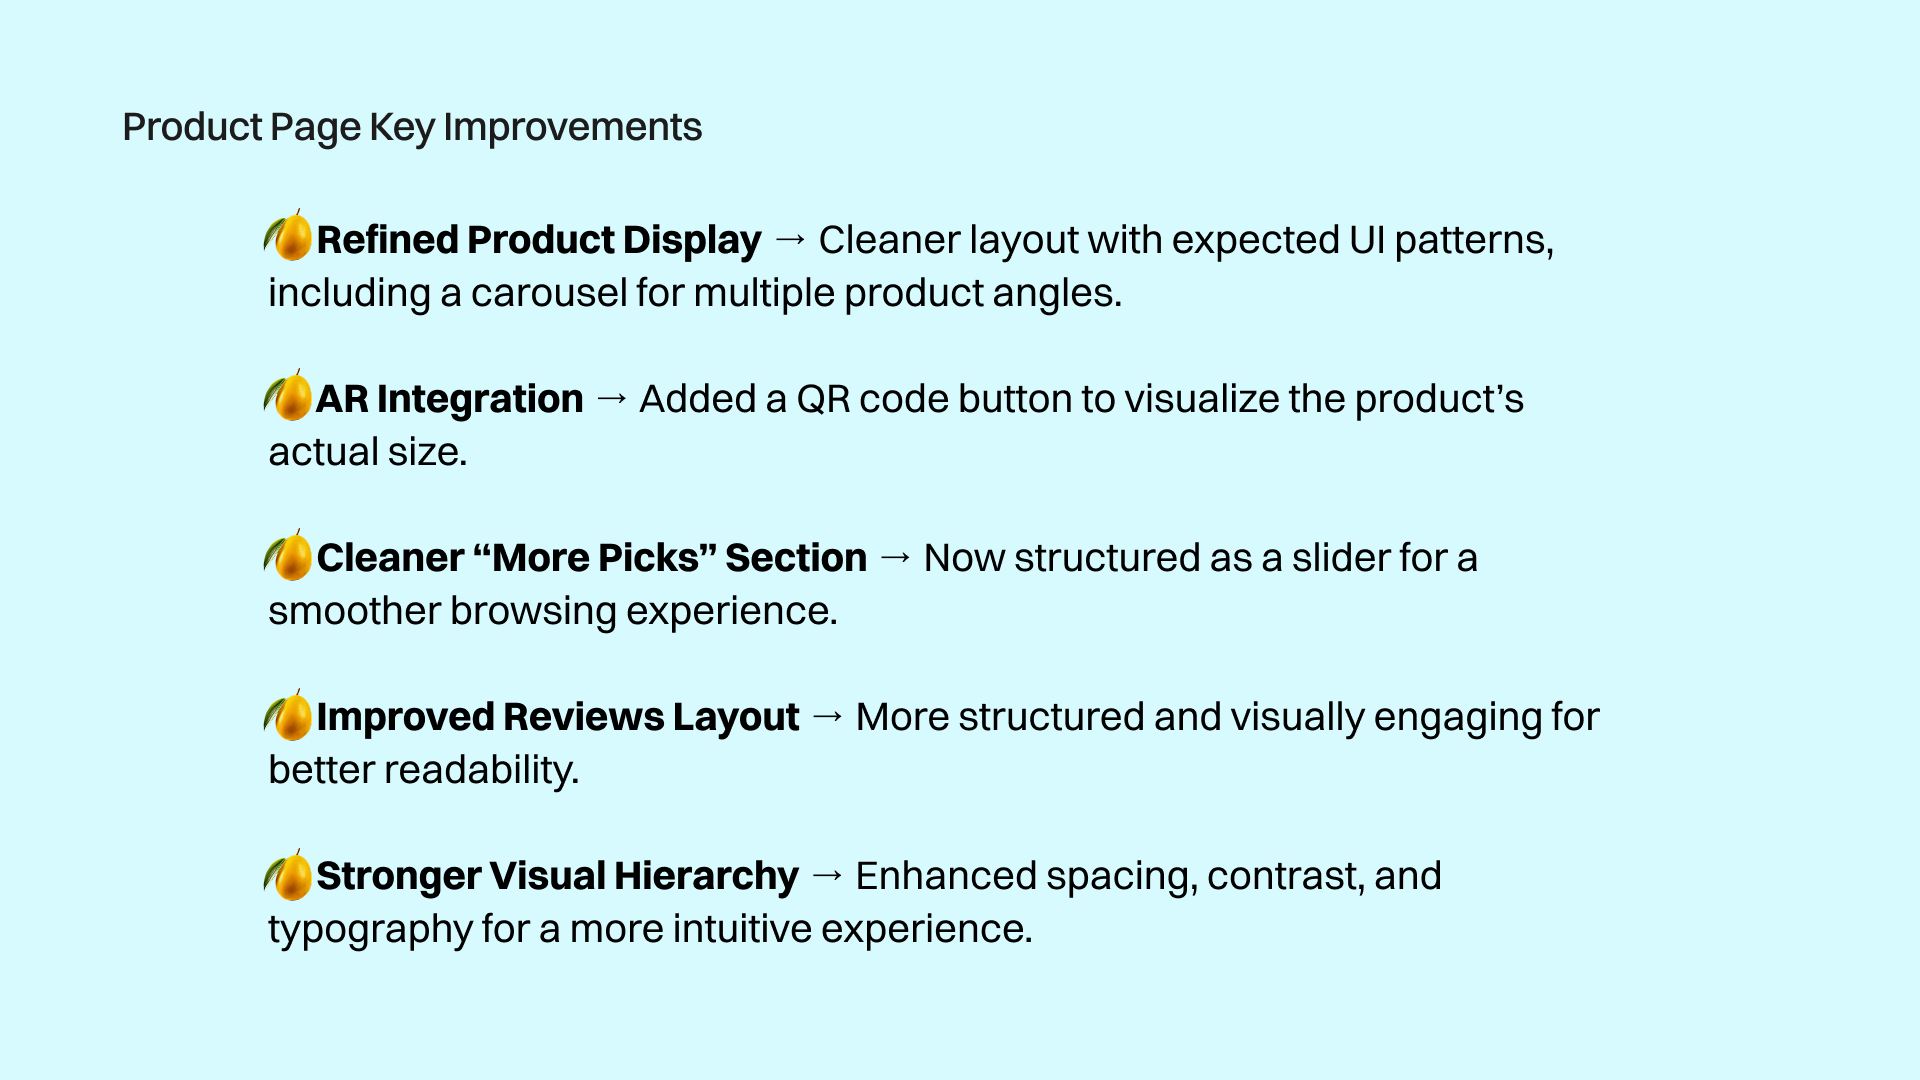 Product Page Key Improvements
Refined Product Display → Cleaner layout with expected UI patterns,
including a carousel for multiple product angles.
AR Integration → Added a QR code button to visualize the product’s
actual size.
Cleaner “More Picks” Section → Now structured as a slider for a
smoother browsing experience.
Improved Reviews Layout → More structured and visually engaging for
better readability.
Stronger Visual Hierarchy → Enhanced spacing, contrast, and
typography for a more intuitive experience.